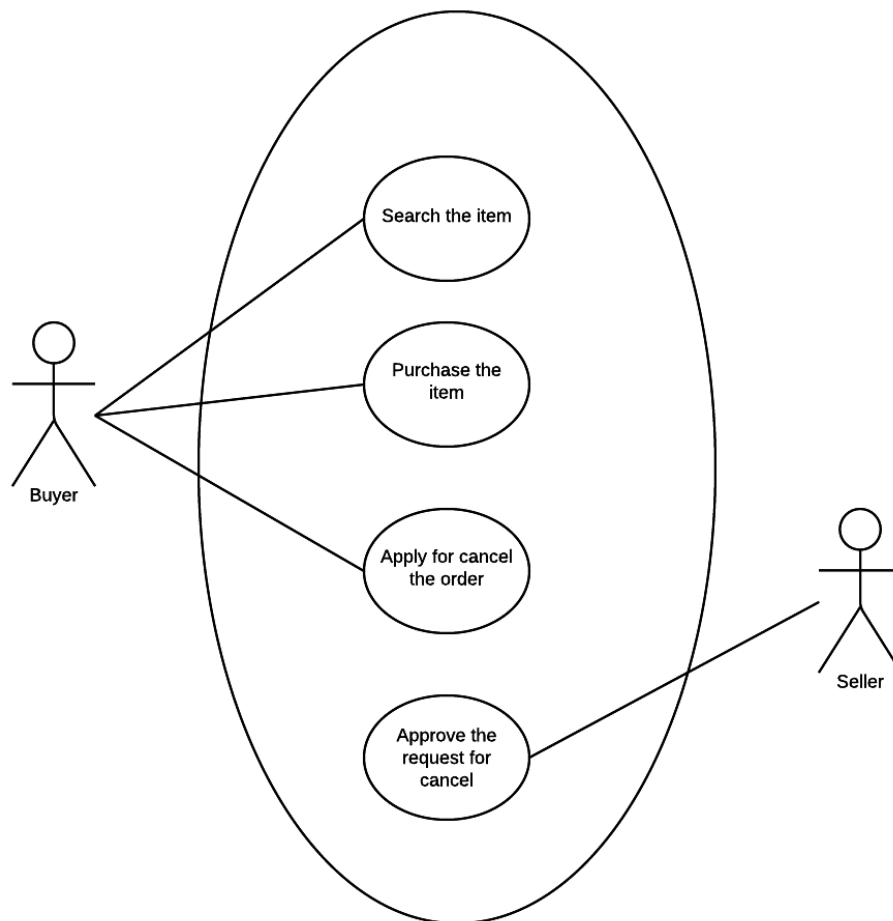 Search the item
Purchase the
item
Buyer
Apply for cancel
the order
Seller
Approve the
request for
cancel